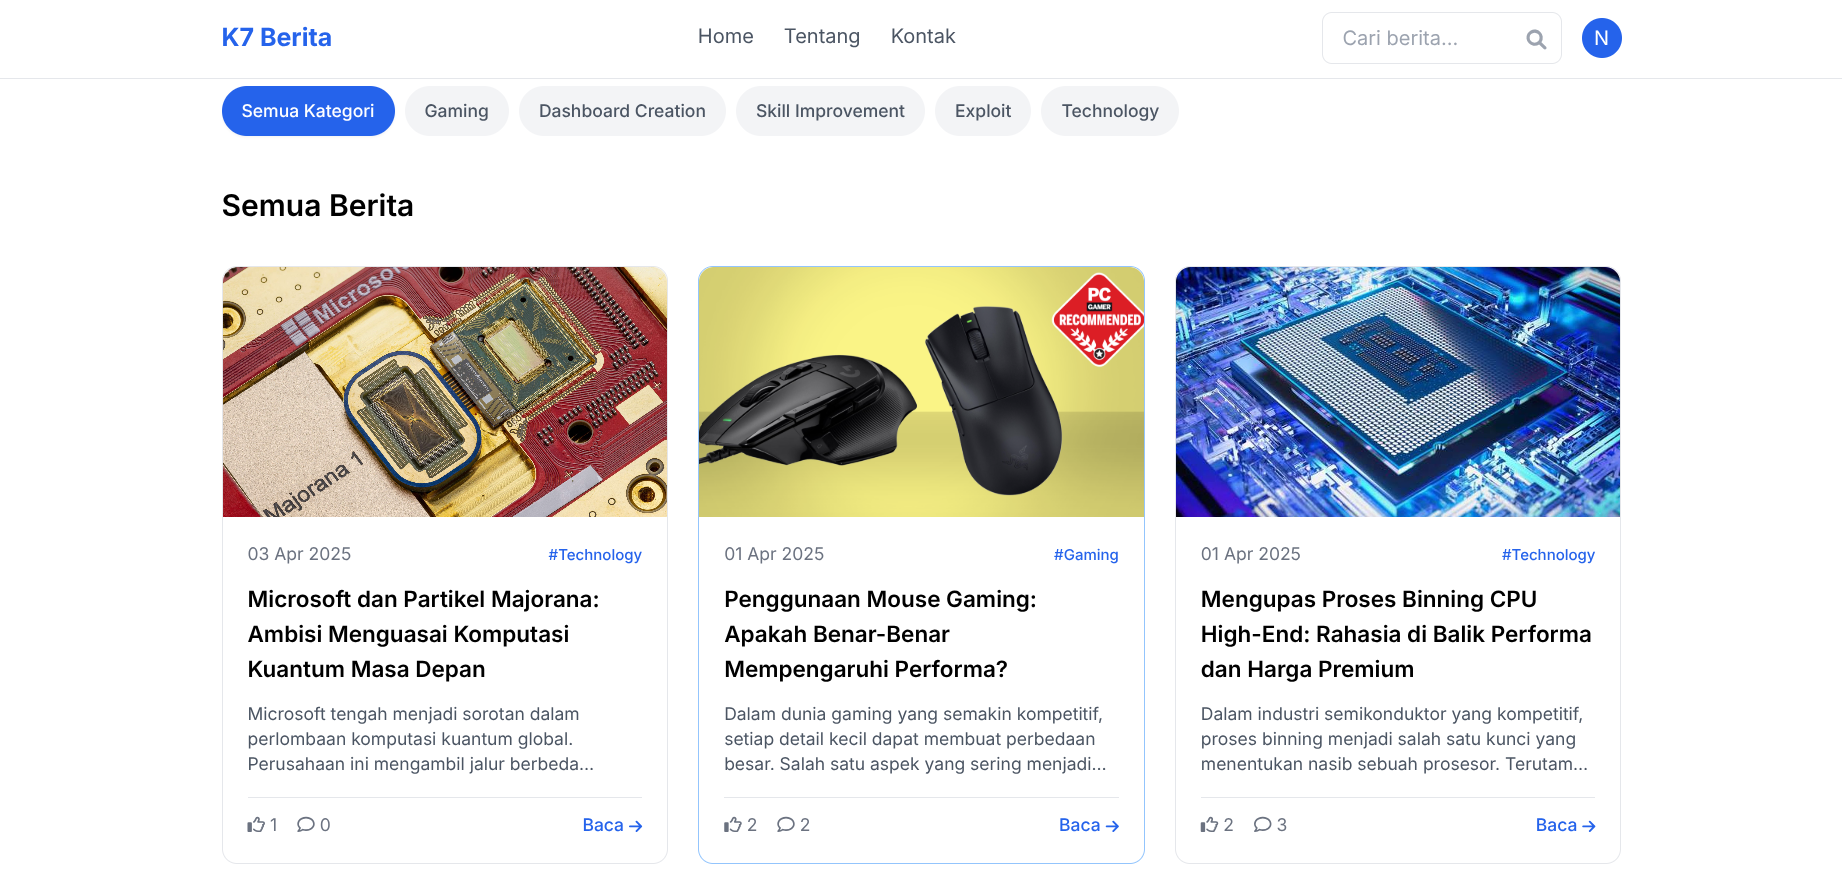 K7 Berita
Home Tentang Kontak
Cari berita...
N
Semua Kategori Gaming Dashboard Creation Skill Improvement Exploit Technology
Semua Berita
Microsoft
Majorana 1
03 Apr 2025 #Technology
Microsoft dan Partikel Majorana:
Ambisi Menguasai Komputasi
Kuantum Masa Depan
Microsoft tengah menjadi sorotan dalam
perlombaan komputasi kuantum global.
Perusahaan ini mengambil jalur berbeda...
1 0 Baca →
PC
GAMER
RECOMMENDED
01 Apr 2025 #Gaming
Penggunaan Mouse Gaming:
Apakah Benar-Benar
Mempengaruhi Performa?
Dalam dunia gaming yang semakin kompetitif,
setiap detail kecil dapat membuat perbedaan
besar. Salah satu aspek yang sering menjadi...
2 2 Baca →
01 Apr 2025 #Technology
Mengupas Proses Binning CPU
High-End: Rahasia di Balik Performa
dan Harga Premium
Dalam industri semikonduktor yang kompetitif,
proses binning menjadi salah satu kunci yang
menentukan nasib sebuah prosesor. Terutam...
2 3 Baca →